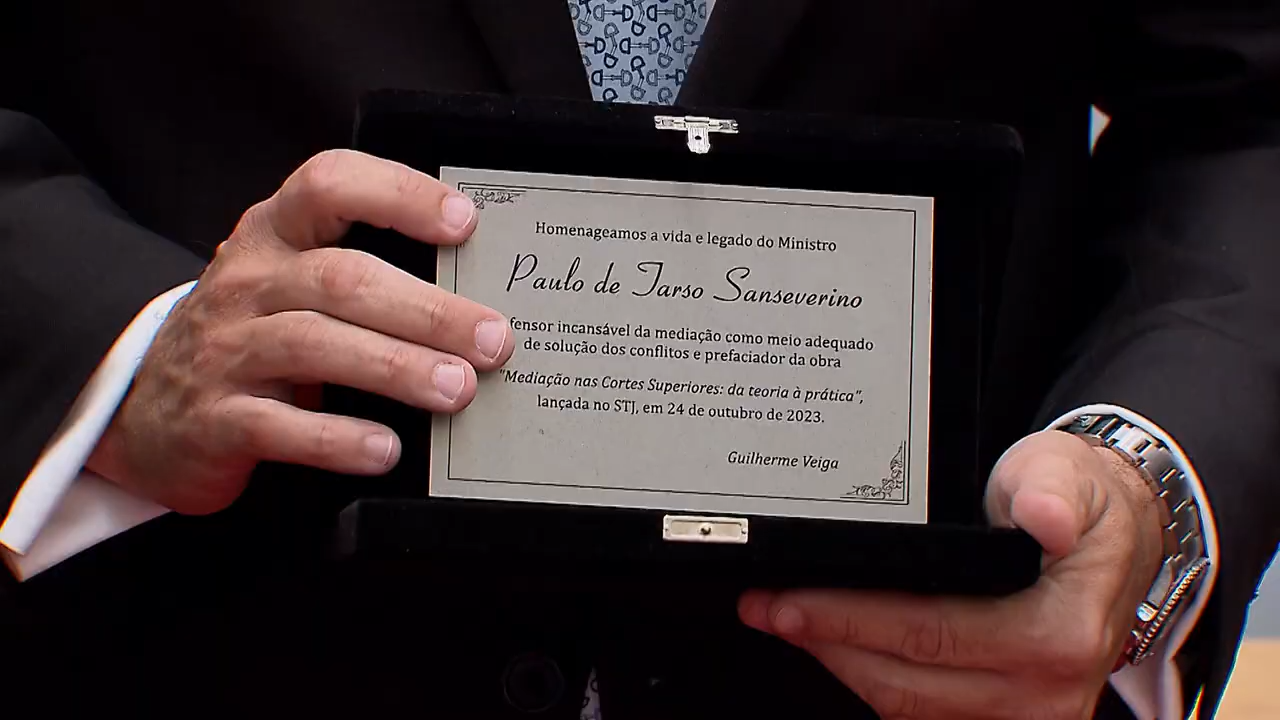 Homenageamos a vida e legado do Ministro
Paulo de Tarso Sanseverino
fensor incansável da mediação como meio adequado
de solução dos conflitos e prefaciador da obra
"Mediação nas Cortes Superiores: da teoria à prática",
lançada no STJ, em 24 de outubro de 2023.
Guilherme Veiga